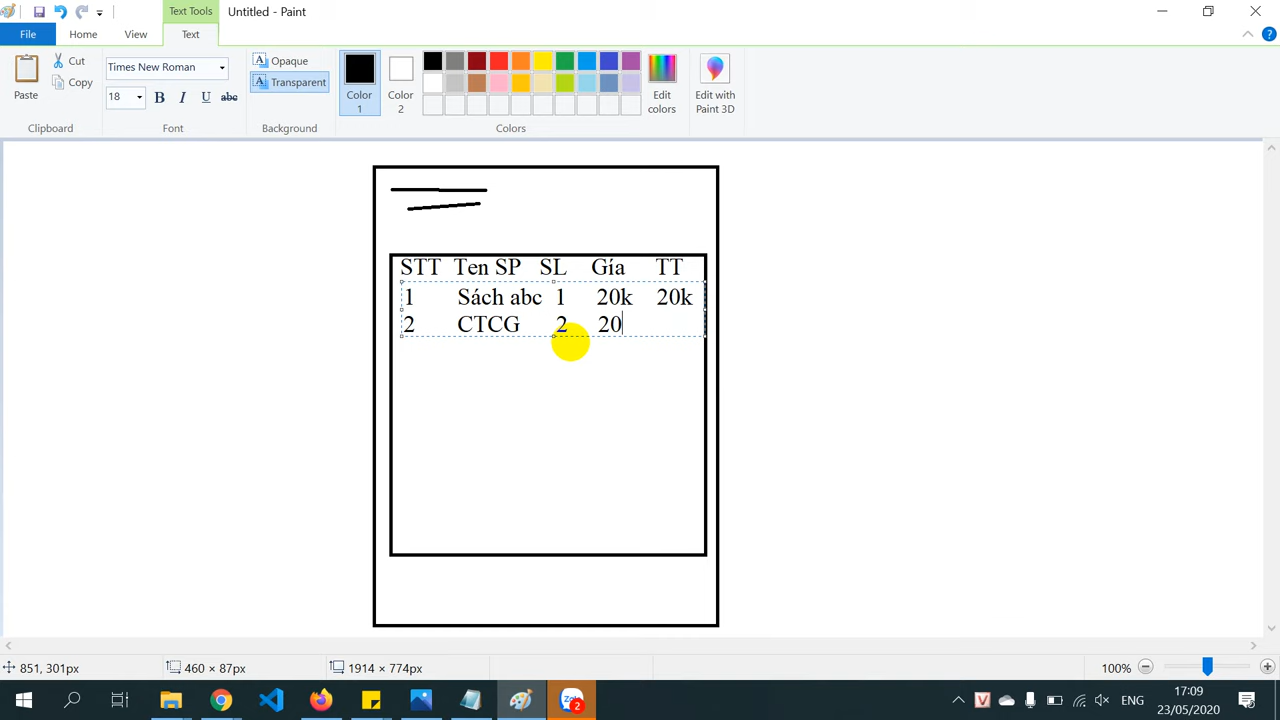 Text Tools
Untitled - Paint
File
Home
View
Text
Paste
Cut
Copy
Clipboard
Times New Roman
18
B I U abc
Font
Opaque
Transparent
Background
Color 1
Color 2
Edit colors
Colors
Edit with Paint 3D
STT Ten SP SL Gía TT
1 Sách abc 1 20k 20k
2 CTCG 2 20
851, 301px
460 × 87px
1914 × 774px
100%
Zalo
2
V
ENG
17:09
23/05/2020